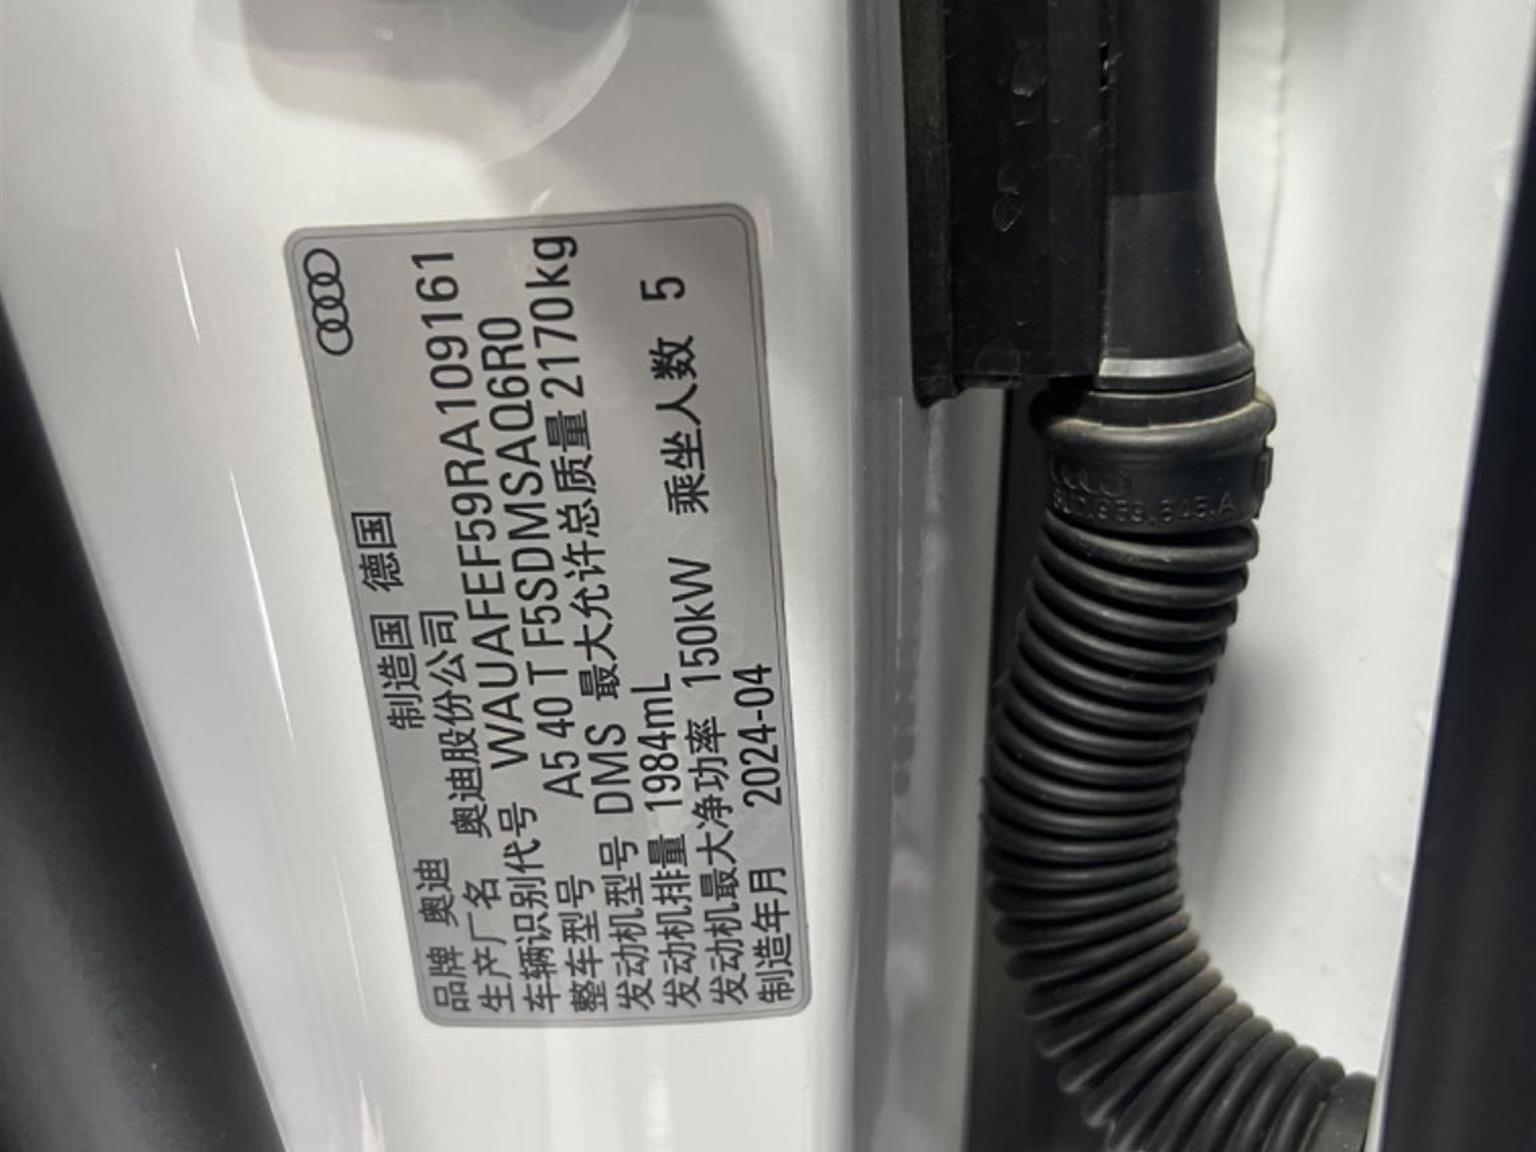 品牌 奥迪 制造国 德国
生产厂名 奥迪股份公司
车辆识别代号 WAUAFEF59RA109161
整车型号 A5 40 T F5SDMSAQ6R0
发动机型号 DMS 最大允许总质量 2170kg
发动机排量 1984mL
发动机最大净功率 150kW 乘坐人数 5
制造年月 2024-04